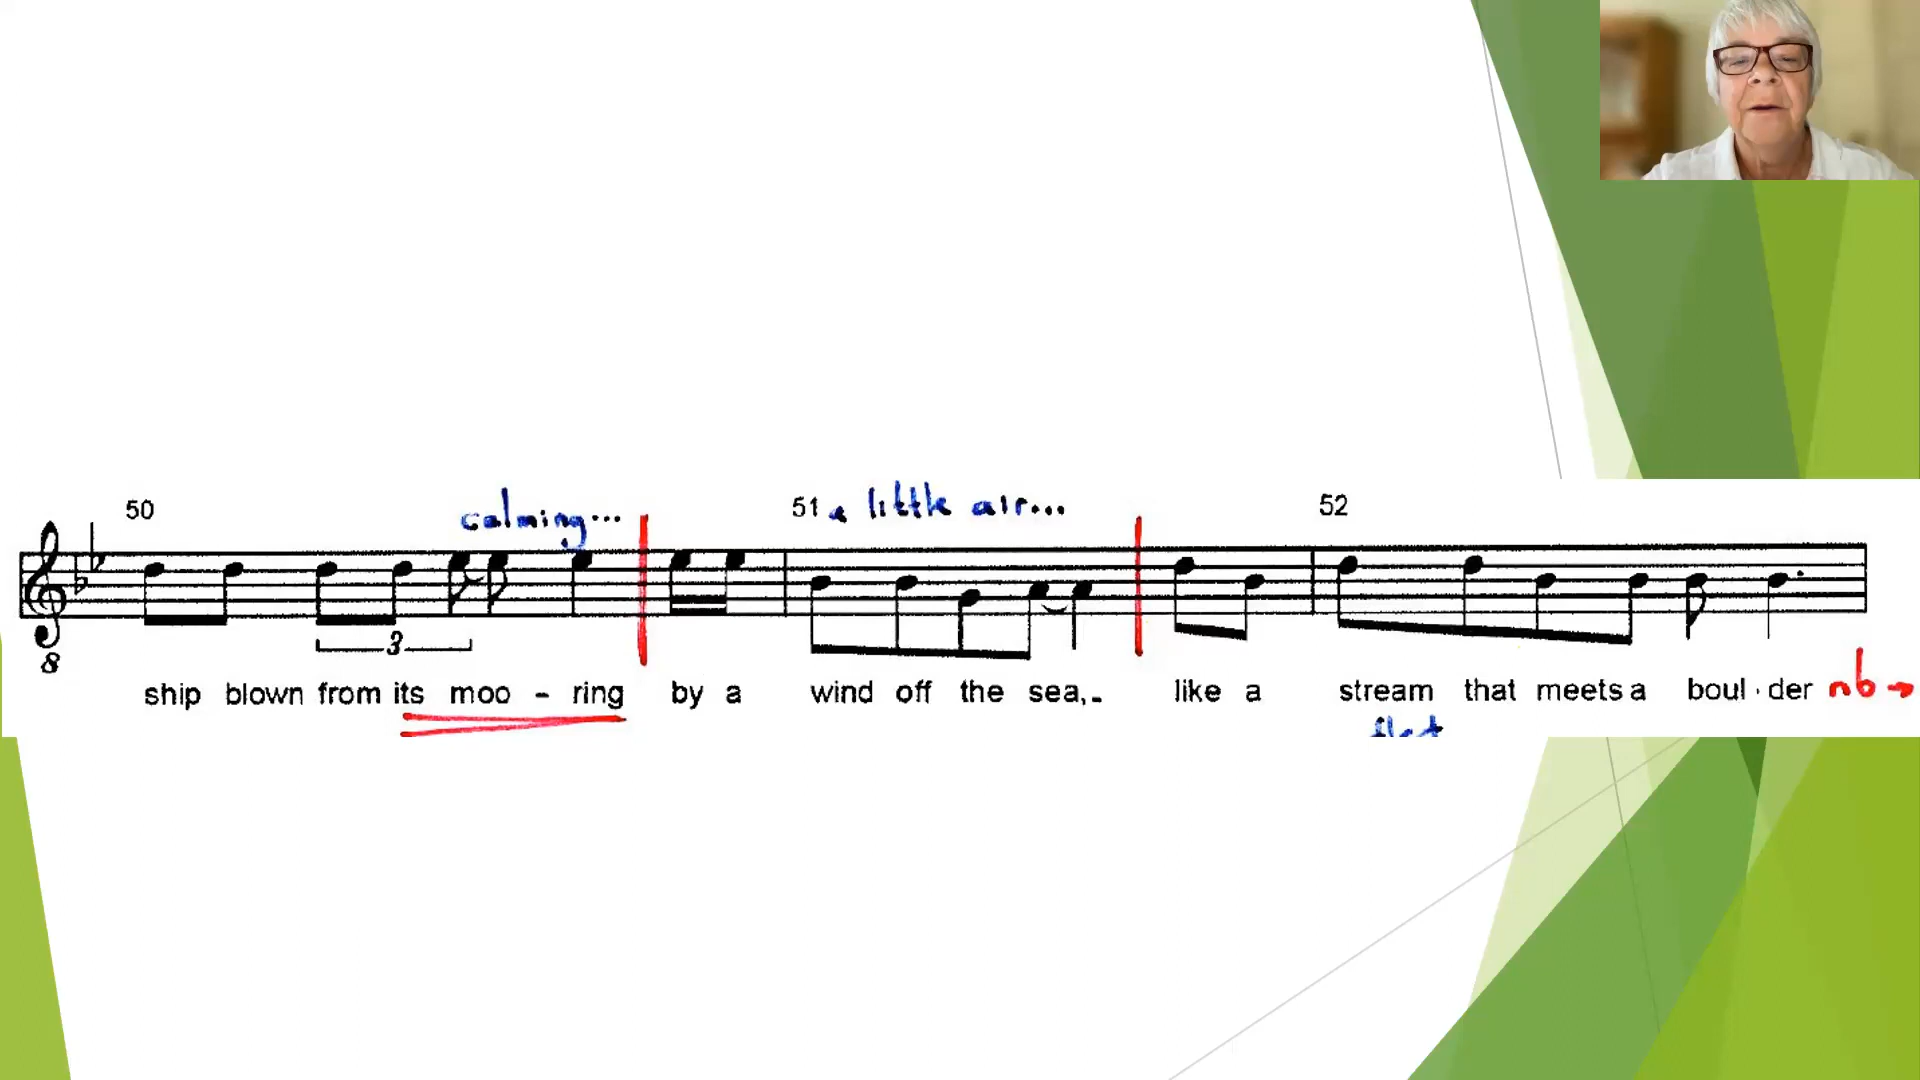 50 calming... 51 a little air... 52
3
8
ship blown from its moo - ring by a wind off the sea,- like a stream that meets a boul - der nb→